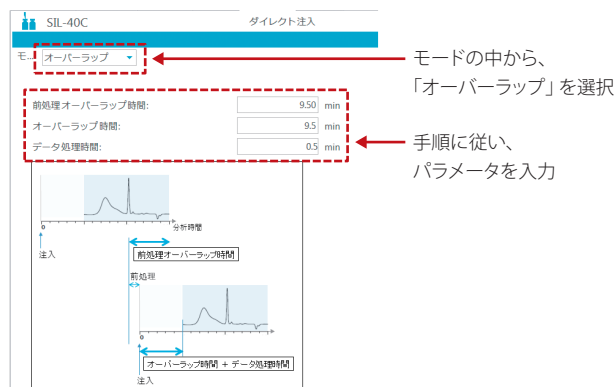 SIL-40C
ダイレクト注入
モ...
オーバーラップ
モードの中から、
「オーバーラップ」を選択
前処理オーバーラップ時間:
9.50 min
オーバーラップ時間:
9.5 min
データ処理時間:
0.5 min
手順に従い、
パラメータを入力
0
分析時間
注入
前処理オーバーラップ時間
前処理
0
オーバーラップ時間 + データ処理時間
注入